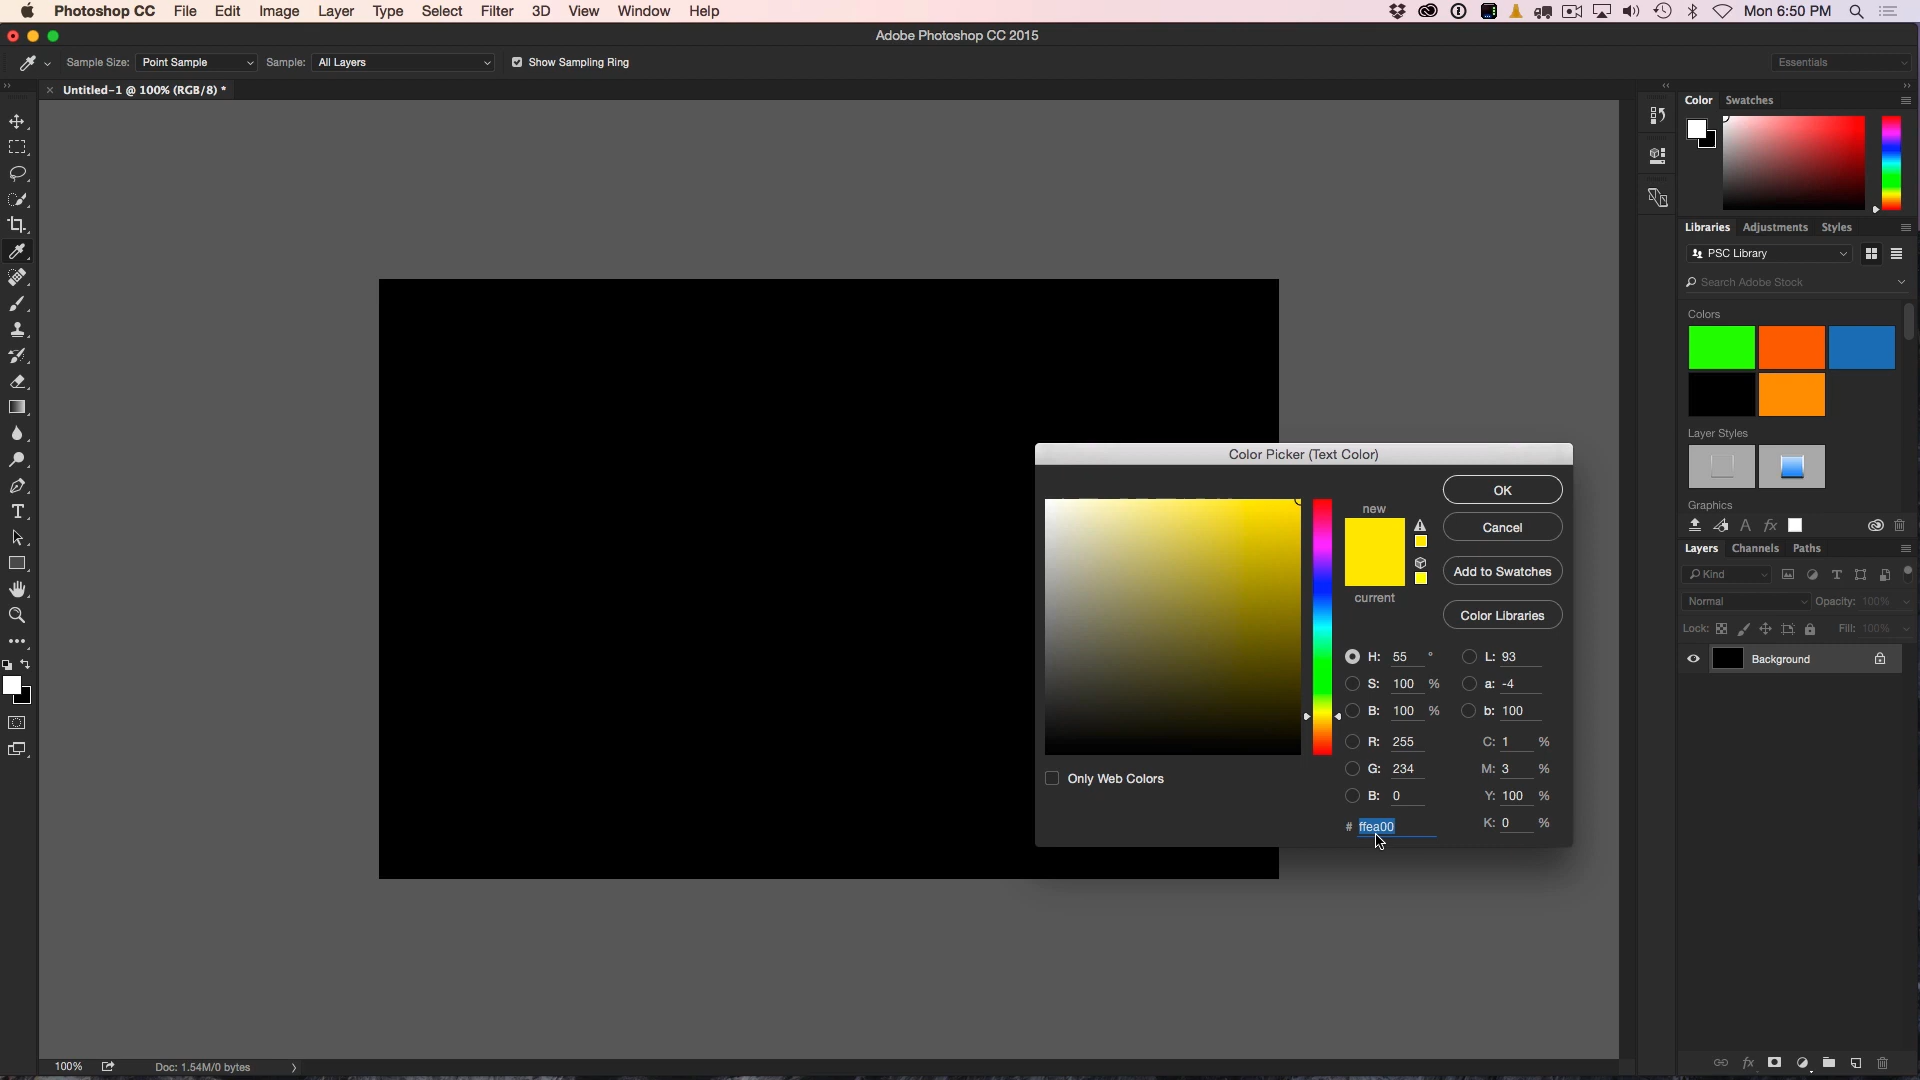 Photoshop CC File Edit Image Layer Type Select Filter 3D View Window Help Mon 6:50 PM
Adobe Photoshop CC 2015
Sample Size: Point Sample Sample: All Layers Show Sampling Ring Essentials
Untitled-1 @ 100% (RGB/8) *
Color Swatches
Libraries Adjustments Styles
PSC Library
Search Adobe Stock
Colors
Layer Styles
Graphics
Layers Channels Paths
Kind
Normal Opacity: 100%
Lock: Fill: 100%
Background
Color Picker (Text Color)
new
current
OK
Cancel
Add to Swatches
Color Libraries
H: 55 ° L: 93
S: 100 % a: -4
B: 100 % b: 100
R: 255 C: 1 %
G: 234 M: 3 %
B: 0 Y: 100 %
# ffea00 K: 0 %
Only Web Colors
100% Doc: 1.54M/0 bytes